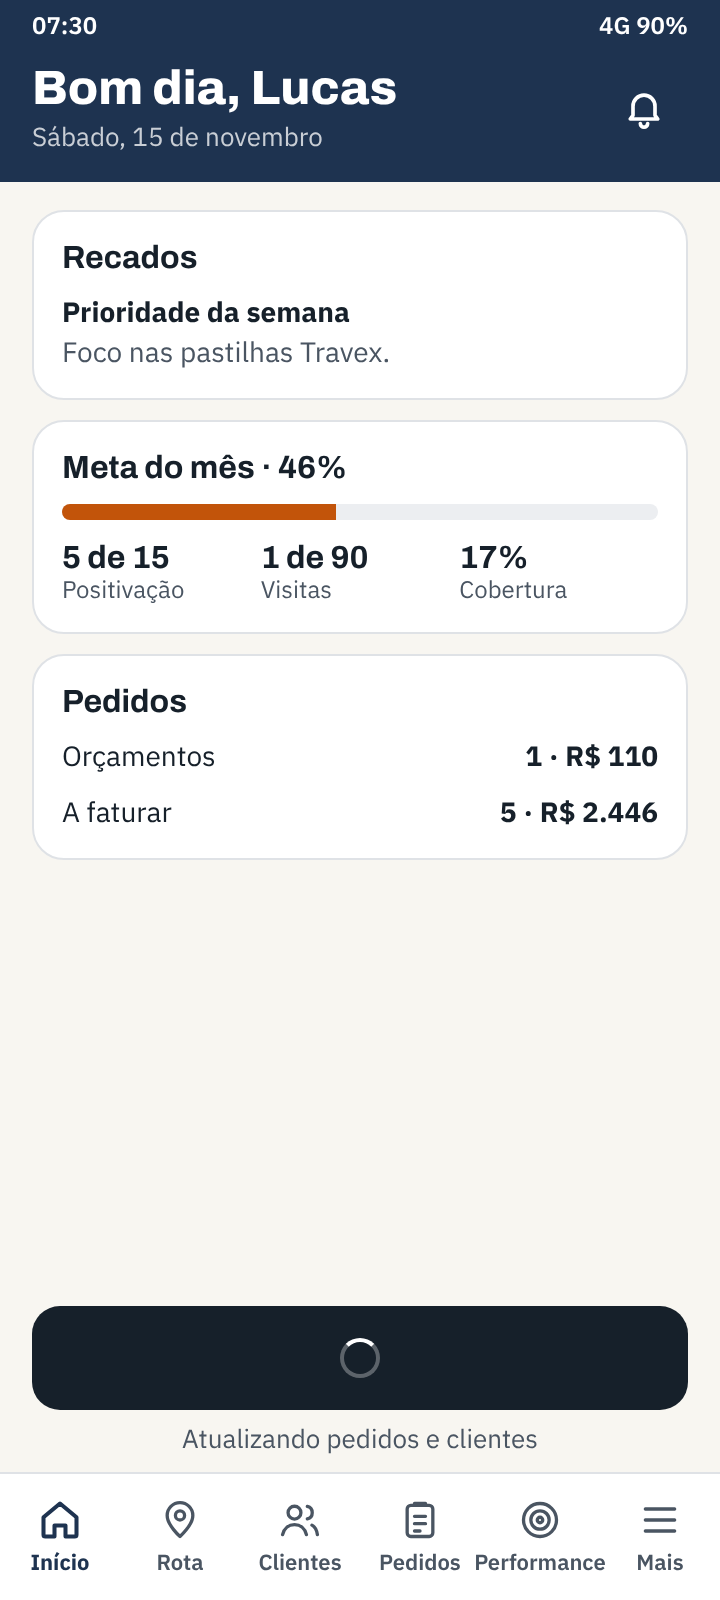 07:30 4G 90%
Bom dia, Lucas
Sábado, 15 de novembro
Recados
Prioridade da semana
Foco nas pastilhas Travex.
Meta do mês · 46%
5 de 15 1 de 90 17%
Positivação Visitas Cobertura
Pedidos
Orçamentos 1 · R$ 110
A faturar 5 · R$ 2.446
Atualizando pedidos e clientes
Início Rota Clientes Pedidos Performance Mais